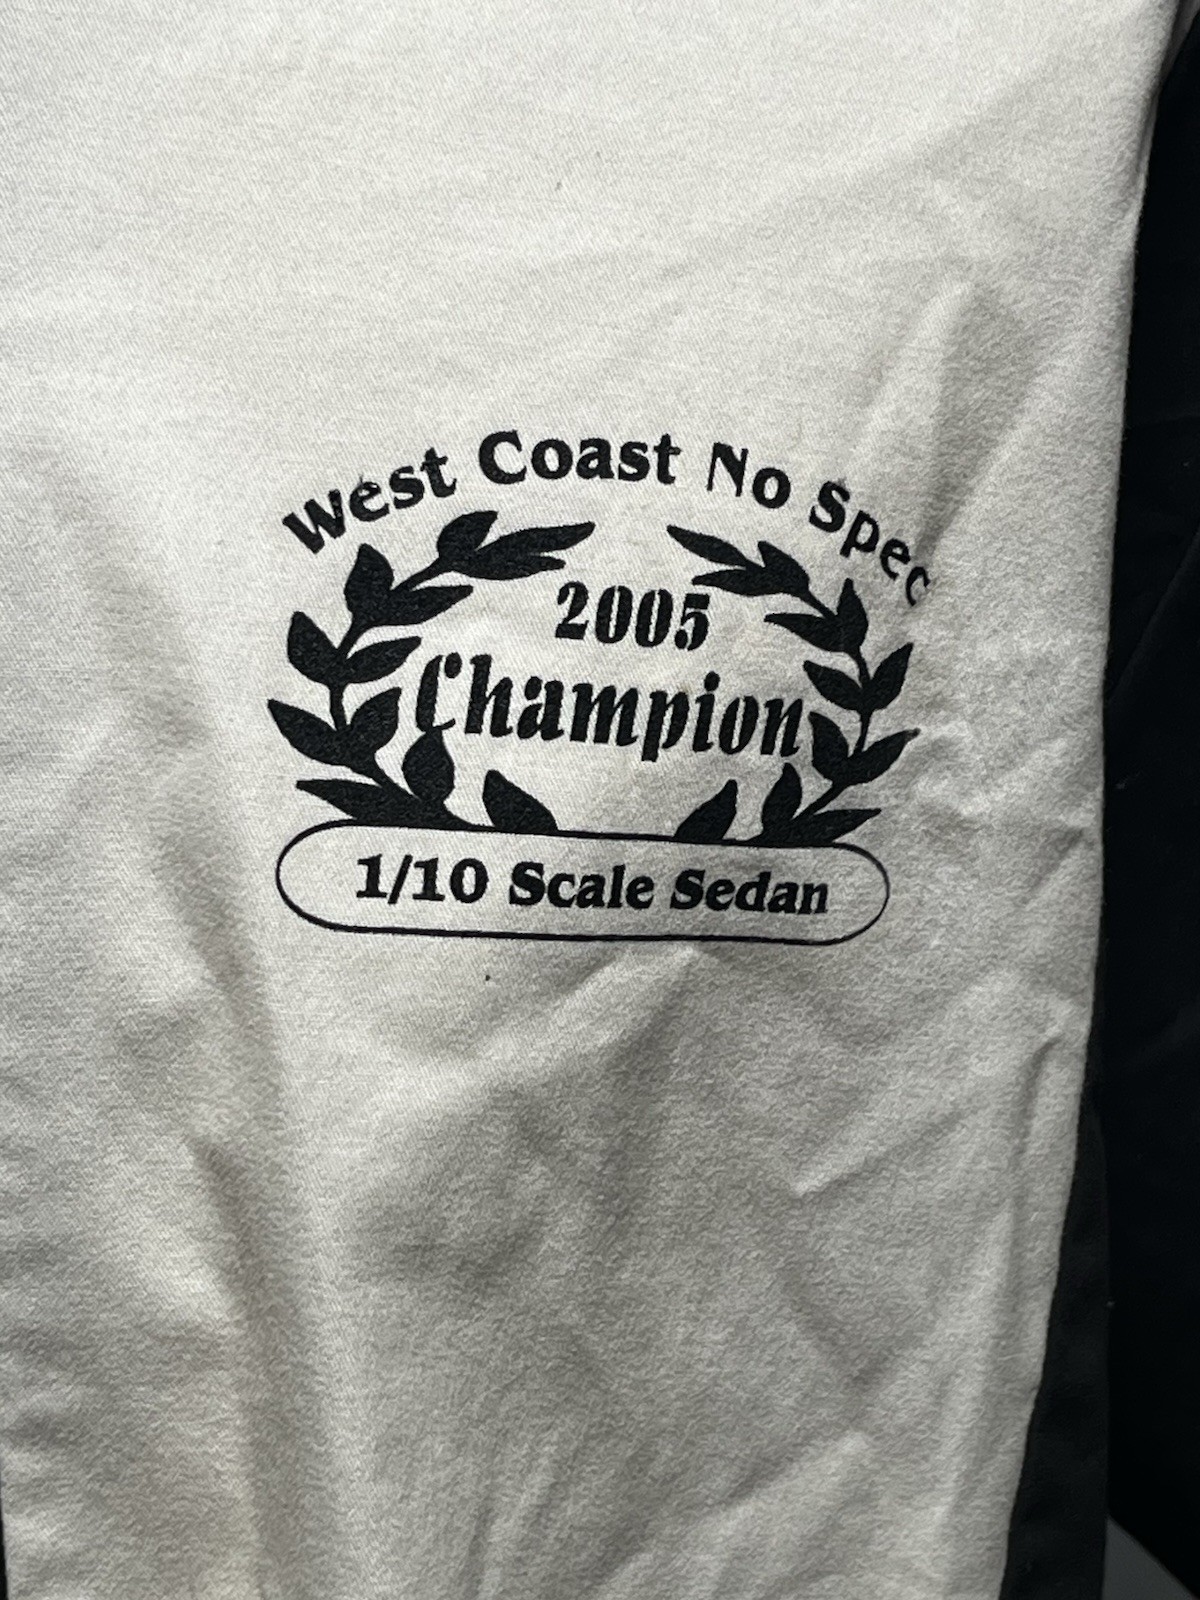 West Coast No Spec
2005
Champion
1/10 Scale Sedan